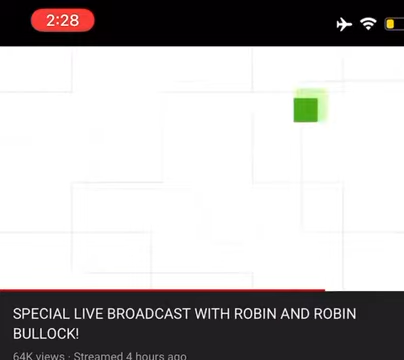 2:28
SPECIAL LIVE BROADCAST WITH ROBIN AND ROBIN
BULLOCK!
64K views · Streamed 4 hours ago